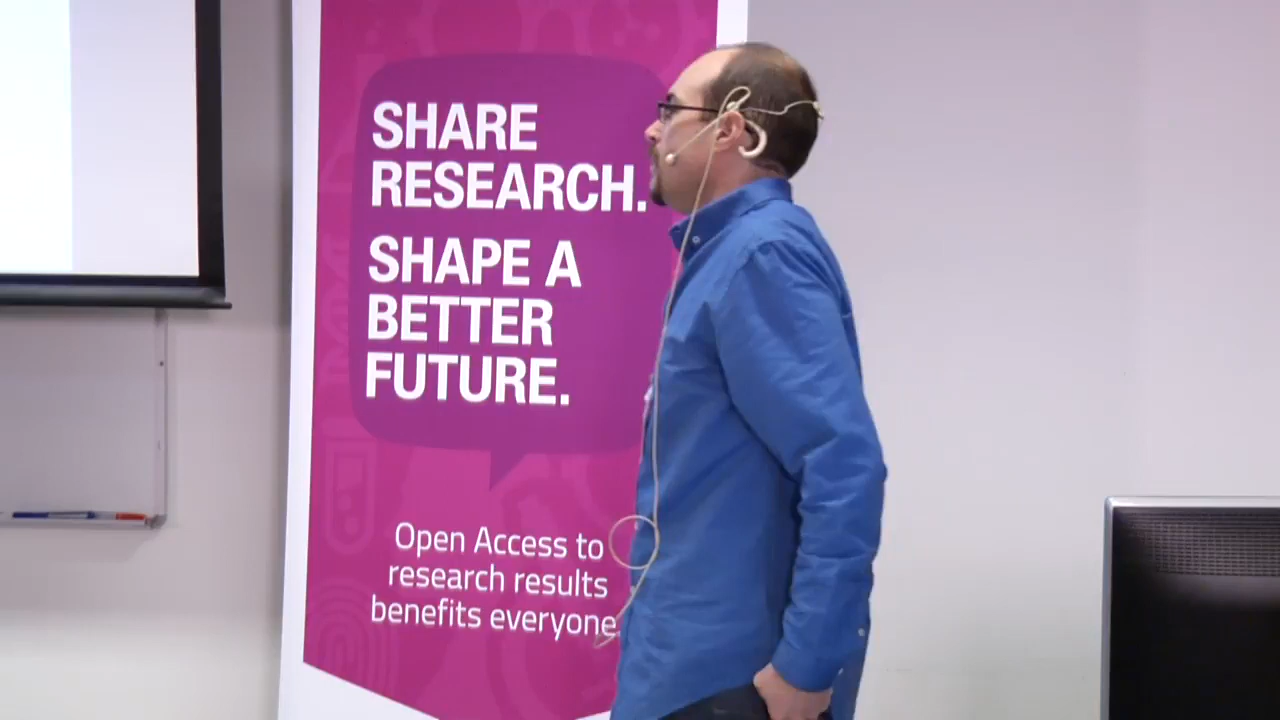 SHARE
RESEARCH.
SHAPE A
BETTER
FUTURE.
Open Access to
research results
benefits everyone.